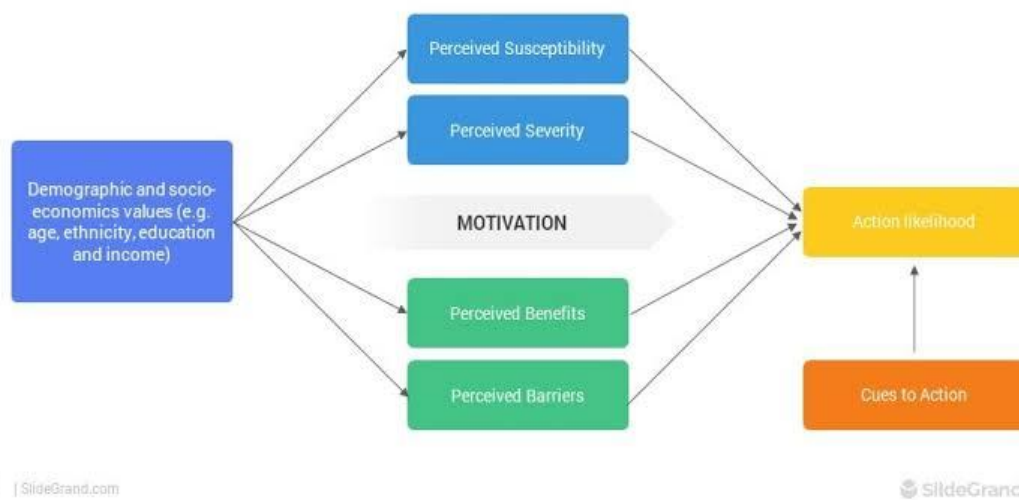 Perceived Susceptibility
Perceived Severity
Demographic and socio-
economics values (e.g.
age, ethnicity, education
and income)
MOTIVATION
Action likelihood
Perceived Benefits
Perceived Barriers
Cues to Action
| SlideGrand.com
SlideGrand